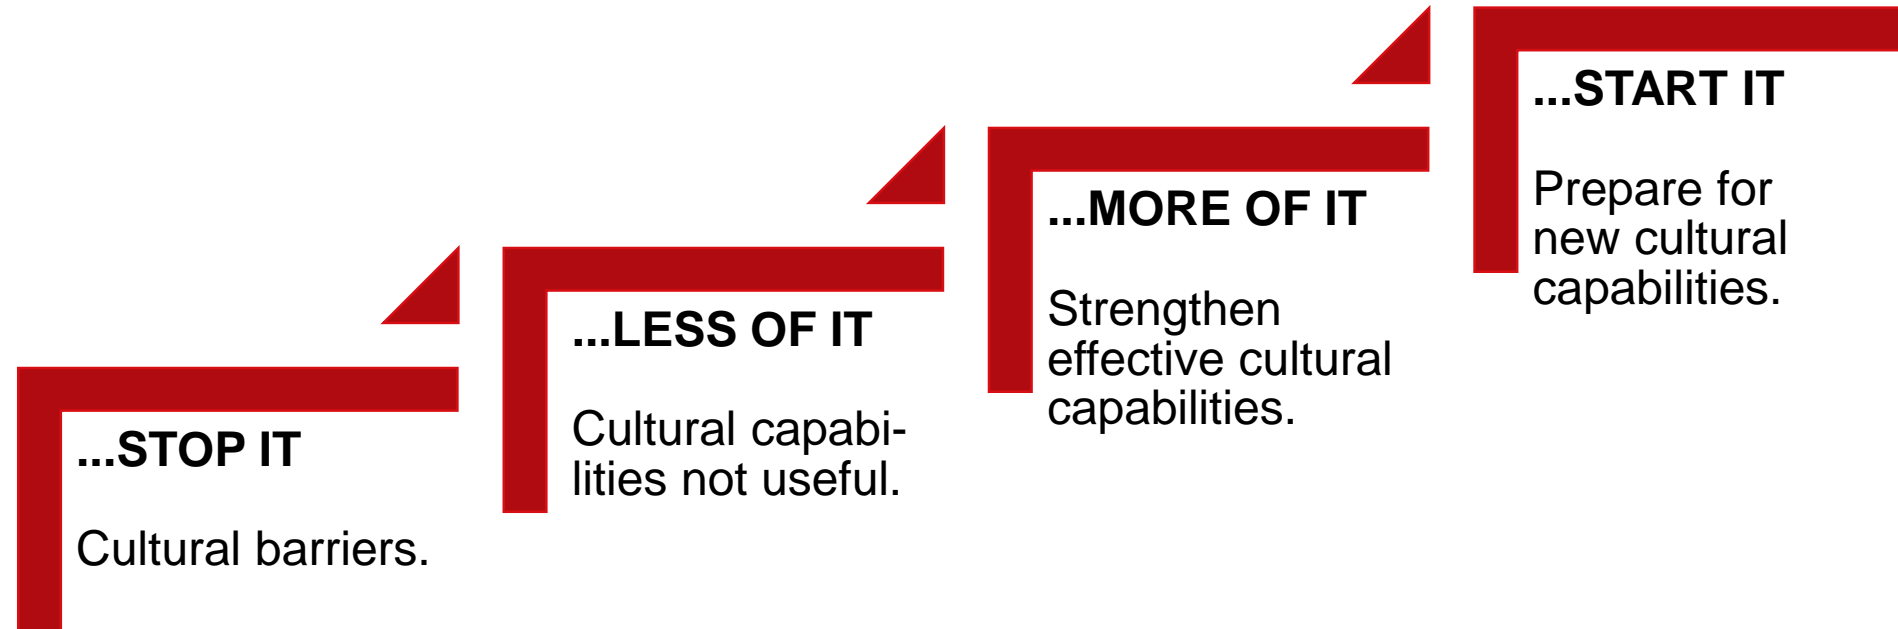 ...STOP IT
Cultural barriers.
...LESS OF IT
Cultural capabi-
lities not useful.
...MORE OF IT
Strengthen
effective cultural
capabilities.
...START IT
Prepare for
new cultural
capabilities.